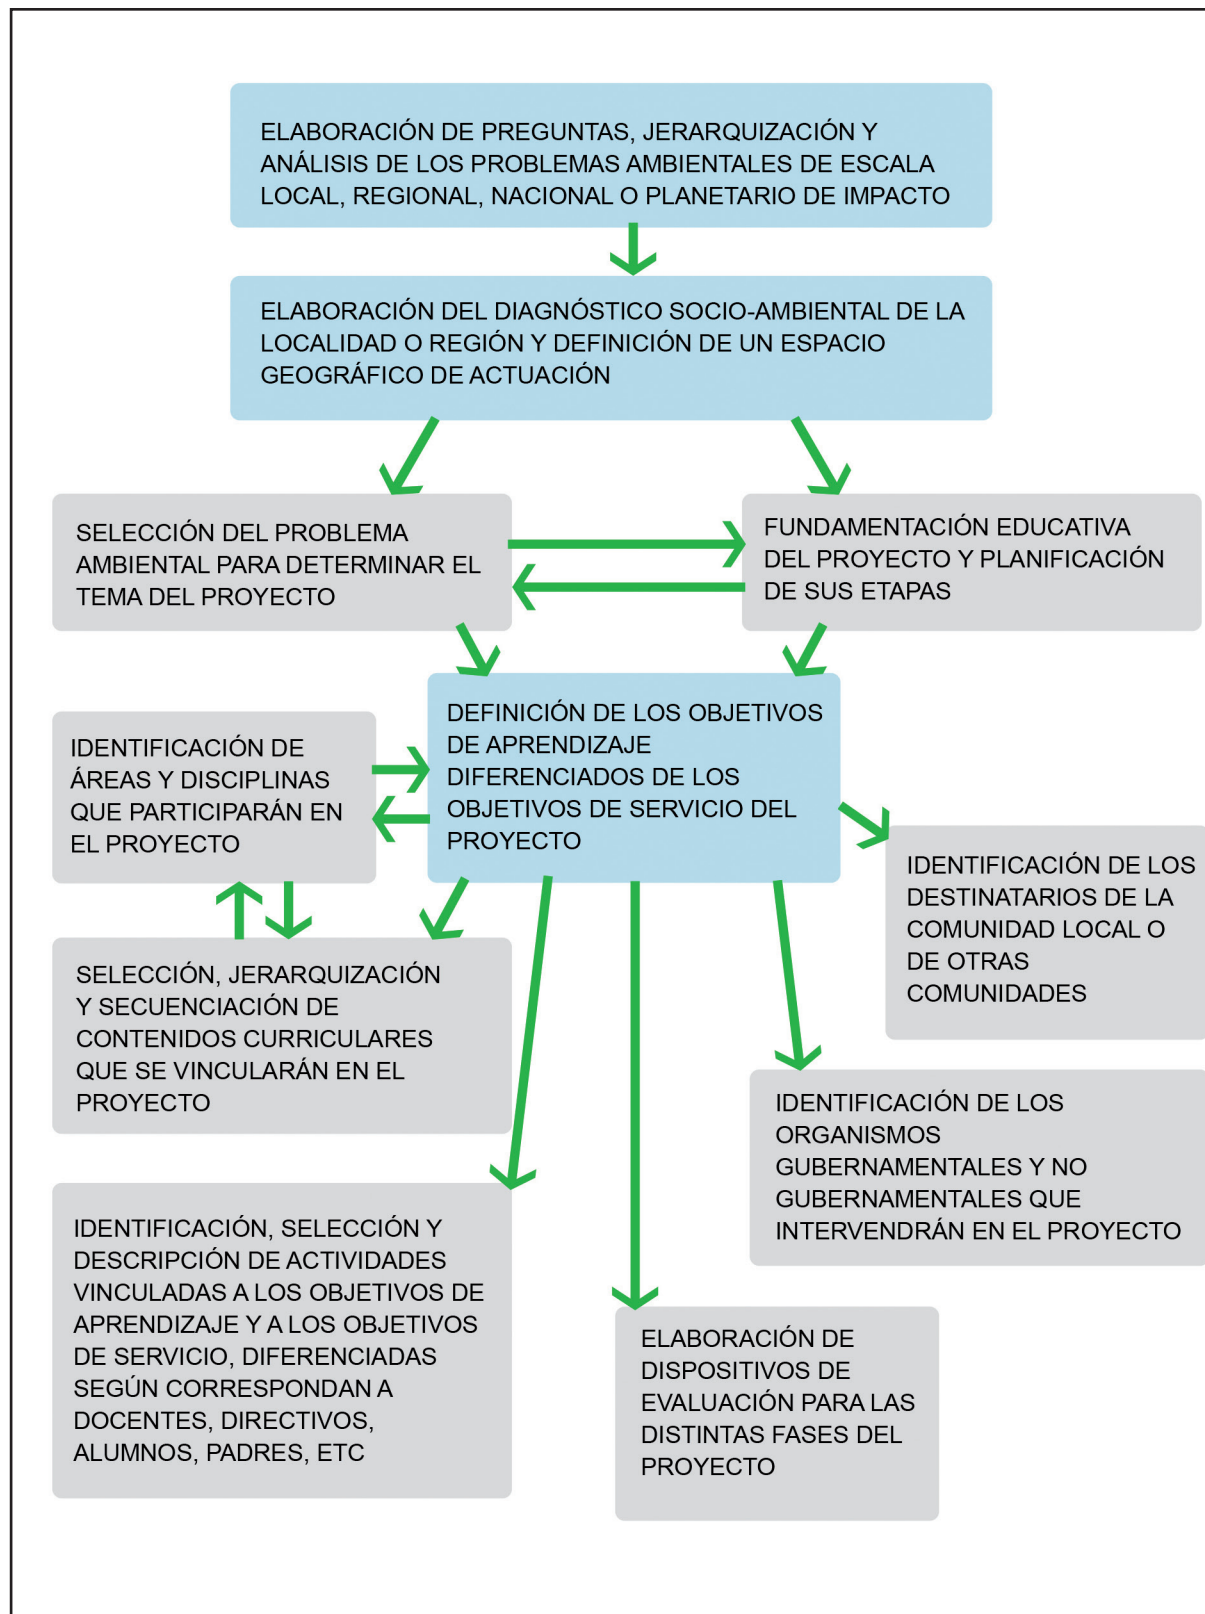 ELABORACIÓN DE PREGUNTAS, JERARQUIZACIÓN Y
ANÁLISIS DE LOS PROBLEMAS AMBIENTALES DE ESCALA
LOCAL, REGIONAL, NACIONAL O PLANETARIO DE IMPACTO
ELABORACIÓN DEL DIAGNÓSTICO SOCIO-AMBIENTAL DE LA
LOCALIDAD O REGIÓN Y DEFINICIÓN DE UN ESPACIO
GEOGRÁFICO DE ACTUACIÓN
SELECCIÓN DEL PROBLEMA
AMBIENTAL PARA DETERMINAR EL
TEMA DEL PROYECTO
FUNDAMENTACIÓN EDUCATIVA
DEL PROYECTO Y PLANIFICACIÓN
DE SUS ETAPAS
DEFINICIÓN DE LOS OBJETIVOS
DE APRENDIZAJE
DIFERENCIADOS DE LOS
OBJETIVOS DE SERVICIO DEL
PROYECTO
IDENTIFICACIÓN DE
ÁREAS Y DISCIPLINAS
QUE PARTICIPARÁN EN
EL PROYECTO
IDENTIFICACIÓN DE LOS
DESTINATARIOS DE LA
COMUNIDAD LOCAL O
DE OTRAS
COMUNIDADES
SELECCIÓN, JERARQUIZACIÓN
Y SECUENCIACIÓN DE
CONTENIDOS CURRICULARES
QUE SE VINCULARÁN EN EL
PROYECTO
IDENTIFICACIÓN DE LOS
ORGANISMOS
GUBERNAMENTALES Y NO
GUBERNAMENTALES QUE
INTERVENDRÁN EN EL PROYECTO
IDENTIFICACIÓN, SELECCIÓN Y
DESCRIPCIÓN DE ACTIVIDADES
VINCULADAS A LOS OBJETIVOS DE
APRENDIZAJE Y A LOS OBJETIVOS
DE SERVICIO, DIFERENCIADAS
SEGÚN CORRESPONDAN A
DOCENTES, DIRECTIVOS,
ALUMNOS, PADRES, ETC
ELABORACIÓN DE
DISPOSITIVOS DE
EVALUACIÓN PARA LAS
DISTINTAS FASES DEL
PROYECTO